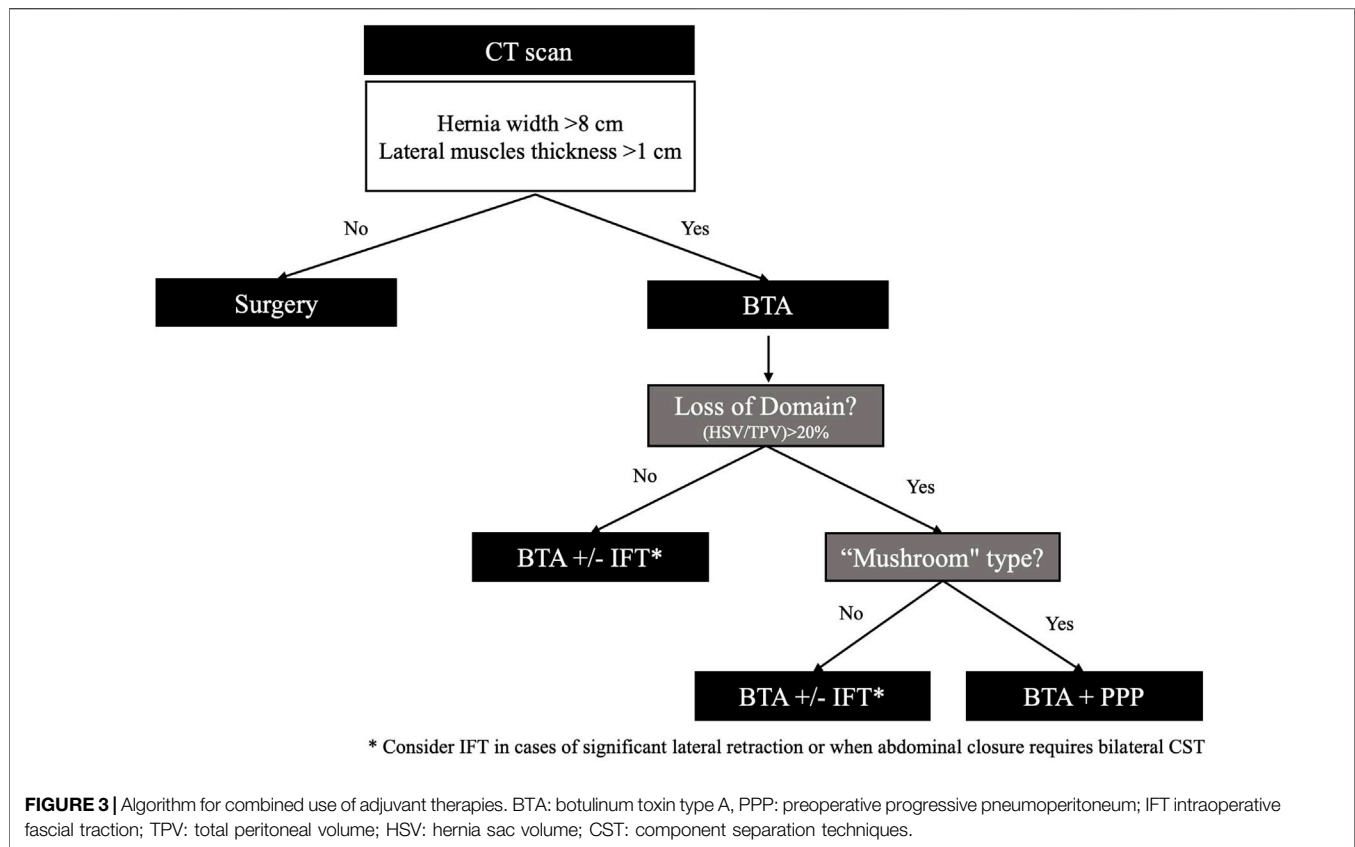 CT scan
Hernia width >8 cm
Lateral muscles thickness >1 cm
No
Yes
Surgery
BTA
Loss of Domain?
(HSV/TPV)>20%
No
Yes
BTA +/- IFT*
“Mushroom" type?
No
Yes
BTA +/- IFT*
BTA + PPP
* Consider IFT in cases of significant lateral retraction or when abdominal closure requires bilateral CST
FIGURE 3 | Algorithm for combined use of adjuvant therapies. BTA: botulinum toxin type A, PPP: preoperative progressive pneumoperitoneum; IFT intraoperative
fascial traction; TPV: total peritoneal volume; HSV: hernia sac volume; CST: component separation techniques.